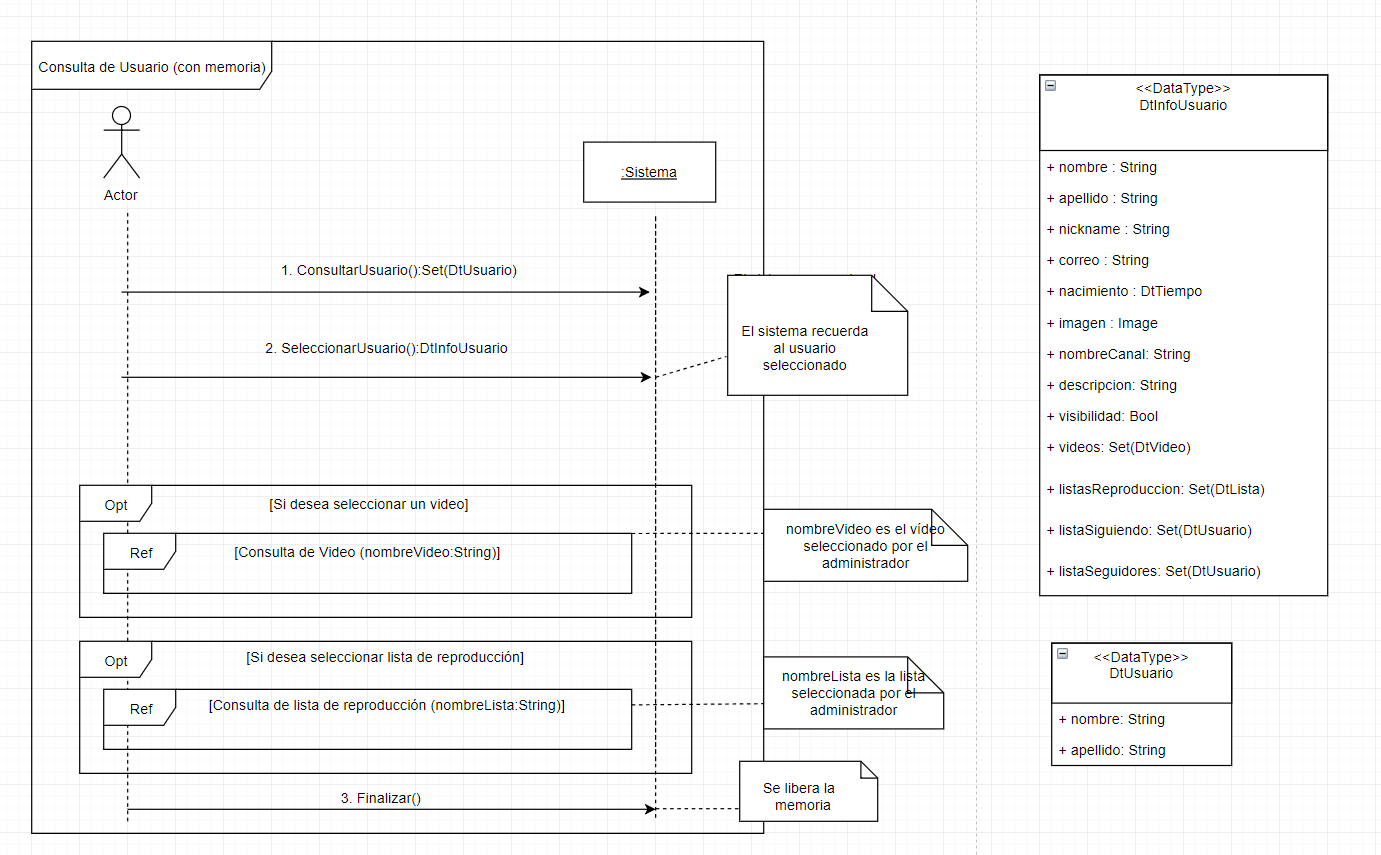 Consulta de Usuario (con memoria)
Actor
:Sistema
1. ConsultarUsuario():Set(DtUsuario)
2. SeleccionarUsuario():DtInfoUsuario
El sistema recuerda
al usuario
seleccionado
Opt
[Si desea seleccionar un video]
Ref
[Consulta de Video (nombreVideo:String)]
nombreVideo es el vídeo
seleccionado por el
administrador
Opt
[Si desea seleccionar lista de reproducción]
Ref
[Consulta de lista de reproducción (nombreLista:String)]
nombreLista es la lista
seleccionada por el
administrador
3. Finalizar()
Se libera la
memoria
<<DataType>>
DtInfoUsuario
+ nombre : String
+ apellido : String
+ nickname : String
+ correo : String
+ nacimiento : DtTiempo
+ imagen : Image
+ nombreCanal: String
+ descripcion: String
+ visibilidad: Bool
+ videos: Set(DtVideo)
+ listasReproduccion: Set(DtLista)
+ listaSiguiendo: Set(DtUsuario)
+ listaSeguidores: Set(DtUsuario)
<<DataType>>
DtUsuario
+ nombre: String
+ apellido: String